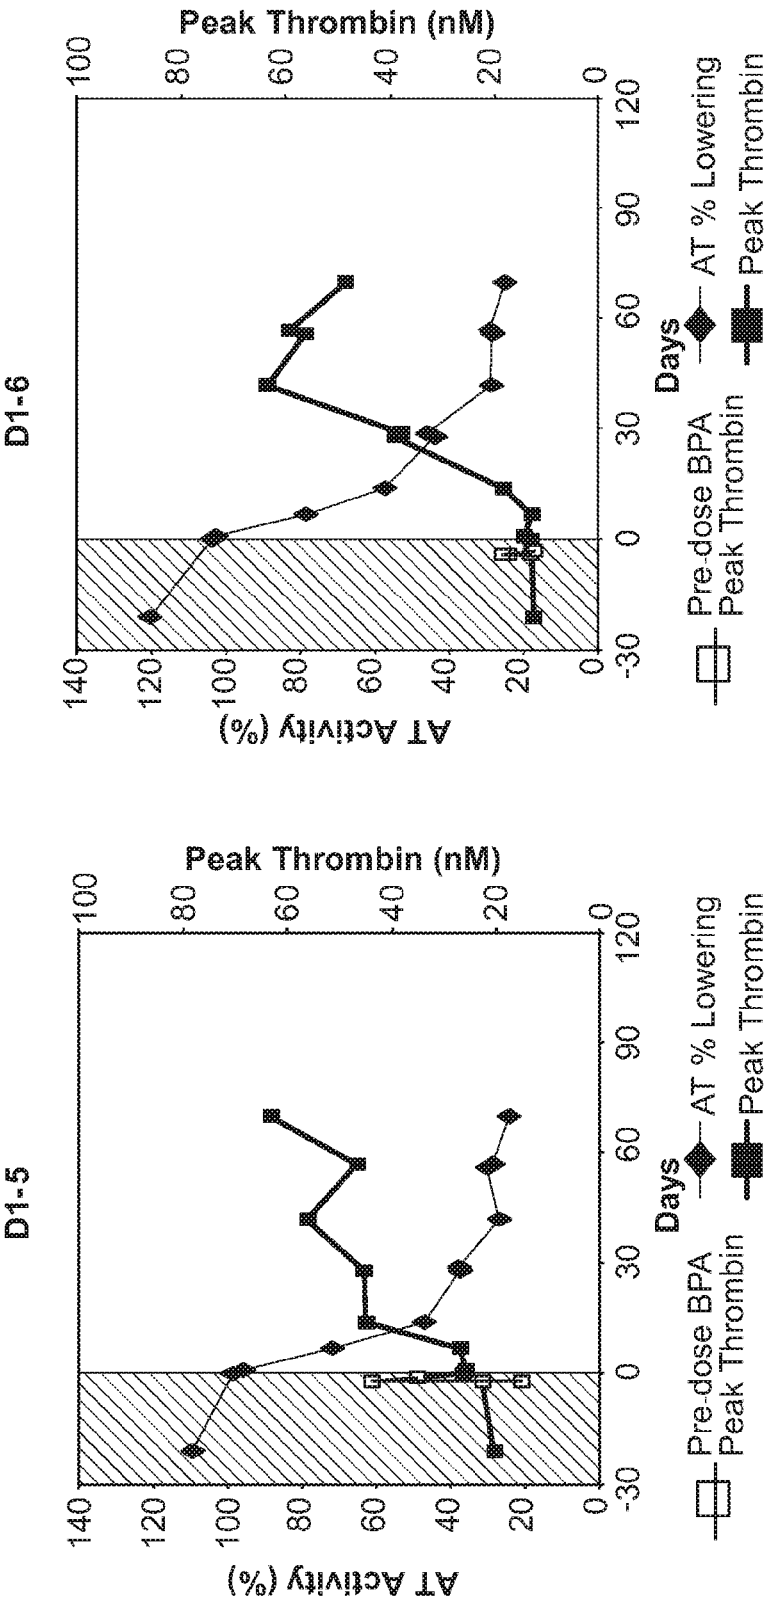 D1-5
AT Activity (%)
140
120
100
80
60
40
20
0
Peak Thrombin (nM)
100
80
60
40
20
0
-30
0
30
60
90
120
Days
Pre-dose BPA
Peak Thrombin
AT % Lowering
Peak Thrombin
D1-6
AT Activity (%)
140
120
100
80
60
40
20
0
Peak Thrombin (nM)
100
80
60
40
20
0
-30
0
30
60
90
120
Days
Pre-dose BPA
Peak Thrombin
AT % Lowering
Peak Thrombin